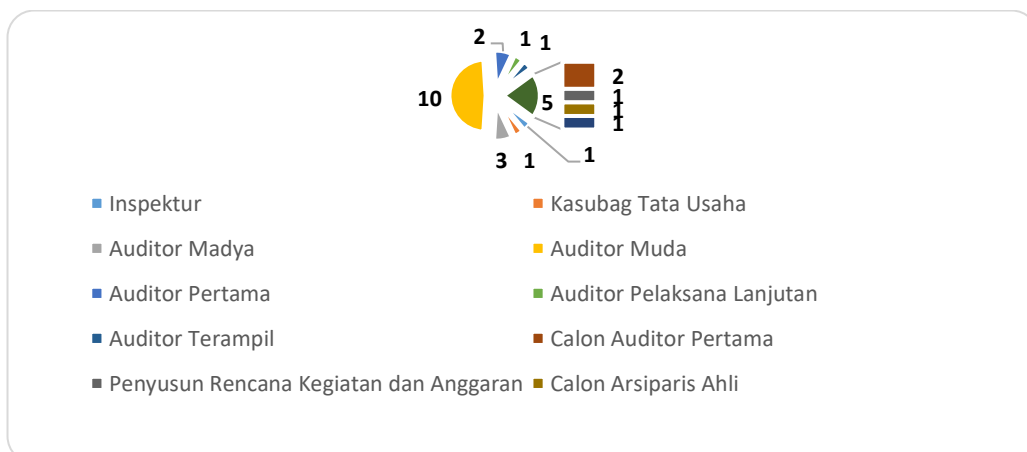 2
1
1
2
10
5
1
1
1
3
1
1
Inspektur
Kasubag Tata Usaha
Auditor Madya
Auditor Muda
Auditor Pertama
Auditor Pelaksana Lanjutan
Auditor Terampil
Calon Auditor Pertama
Penyusun Rencana Kegiatan dan Anggaran
Calon Arsiparis Ahli